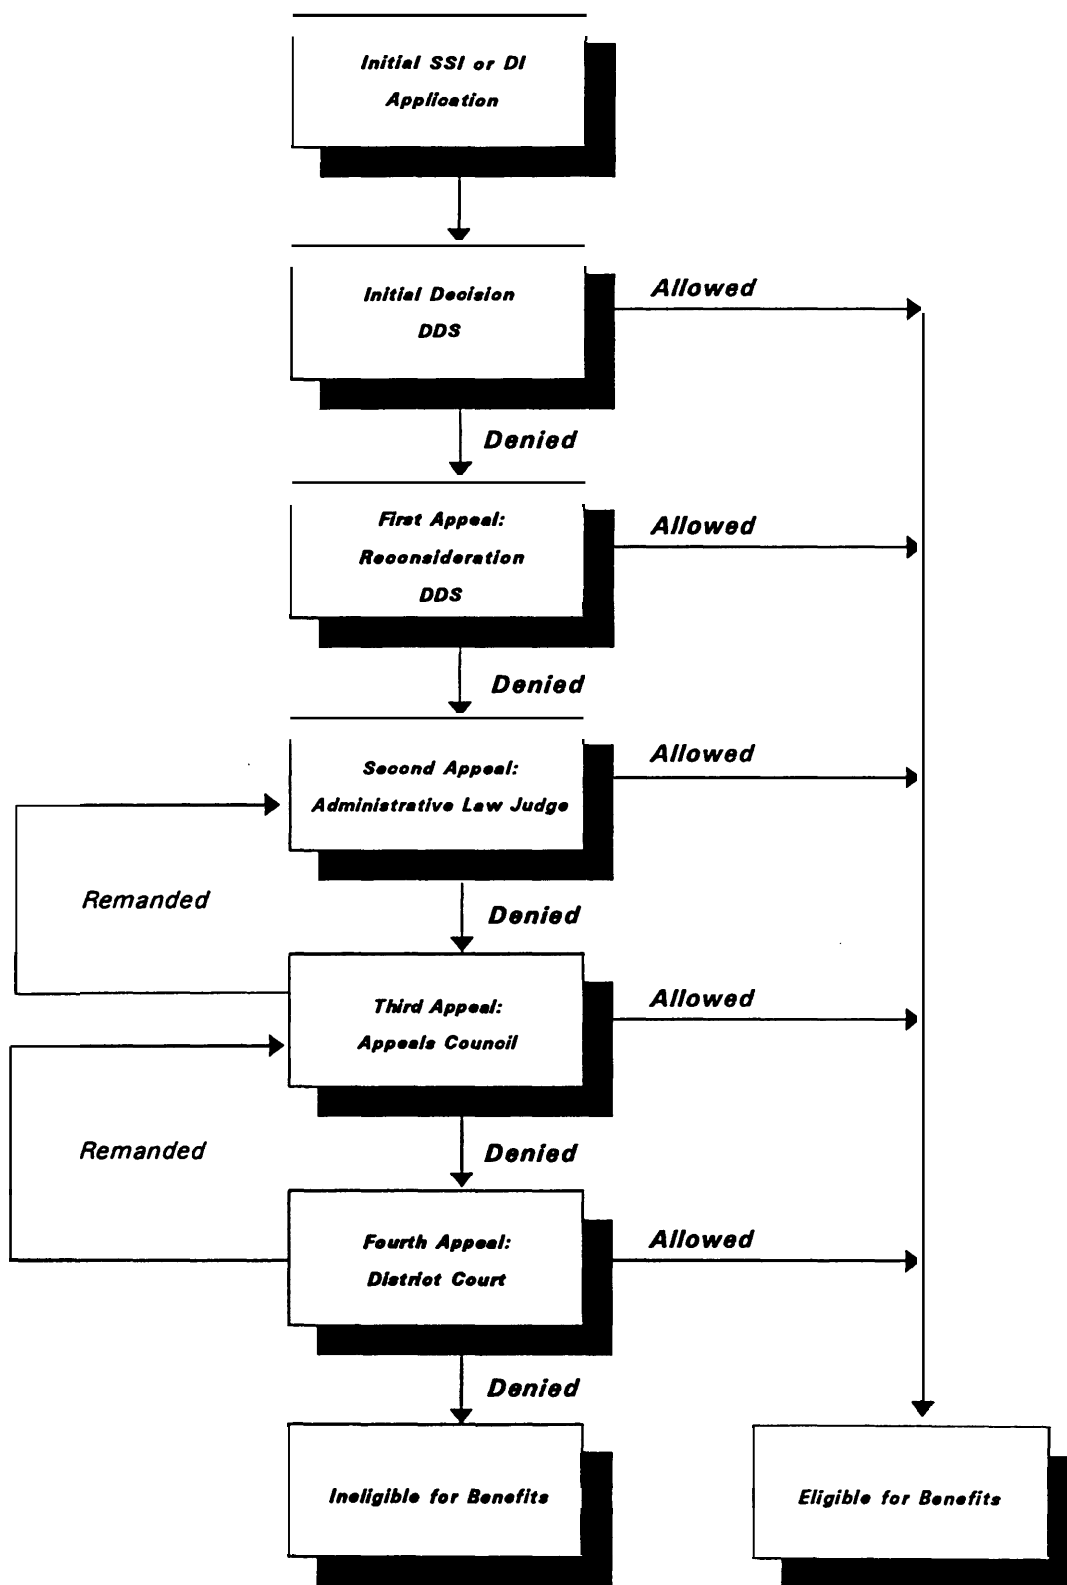 Initial SSI or DI
Application
Initial Decision
DDS
Allowed
Denied
First Appeal:
Reconsideration
DDS
Allowed
Denied
Second Appeal:
Administrative Law Judge
Allowed
Remanded
Denied
Third Appeal:
Appeals Council
Allowed
Remanded
Denied
Fourth Appeal:
District Court
Allowed
Denied
Ineligible for Benefits
Eligible for Benefits